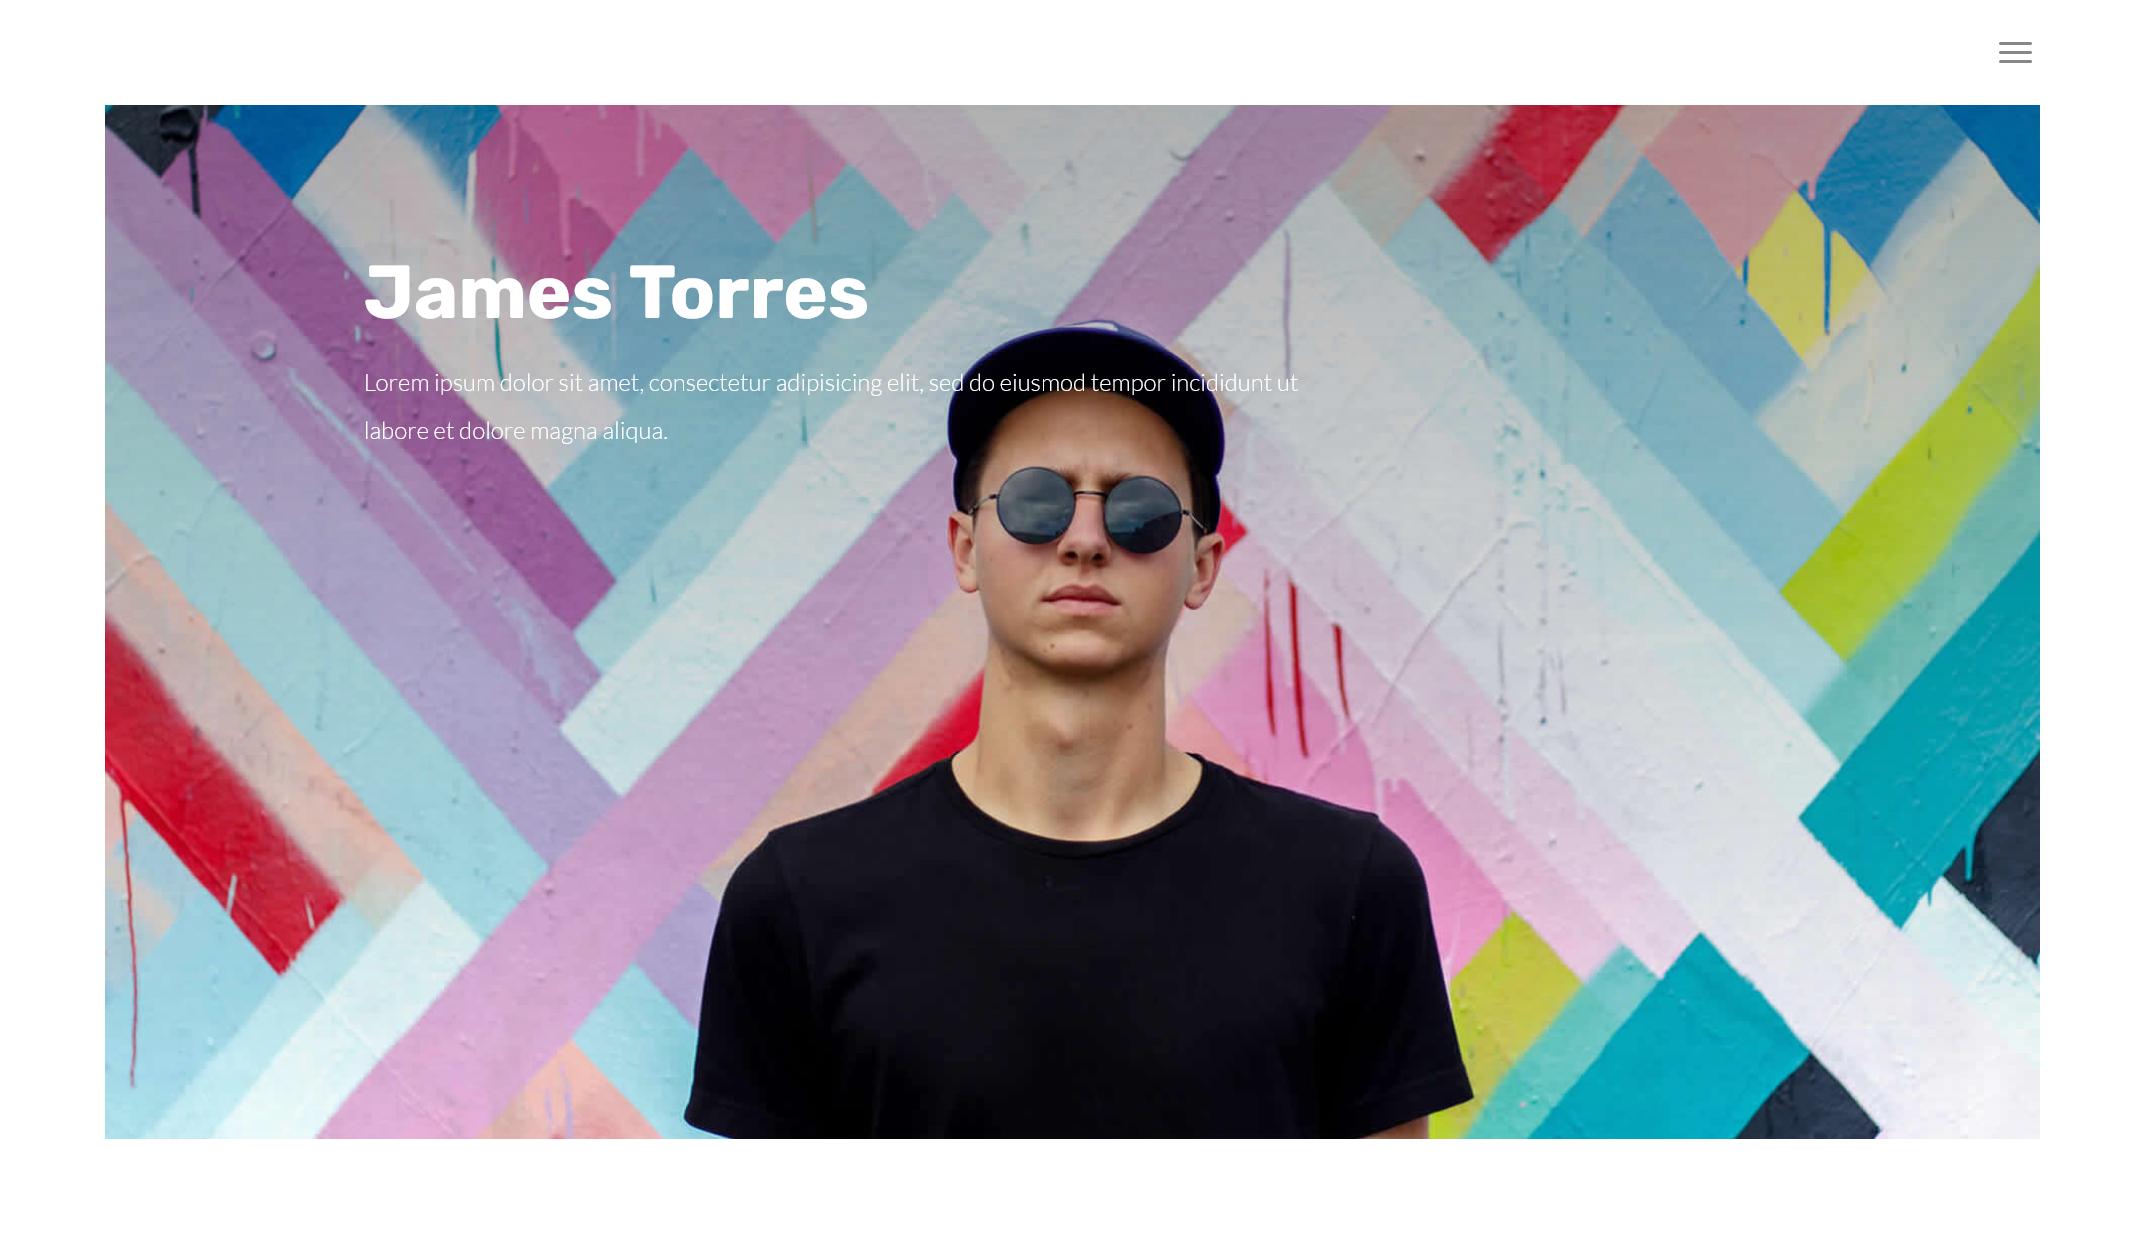 James Torres
Lorem ipsum dolor sit amet, consectetur adipisicing elit, sed do eiusmod tempor incididunt ut
labore et dolore magna aliqua.